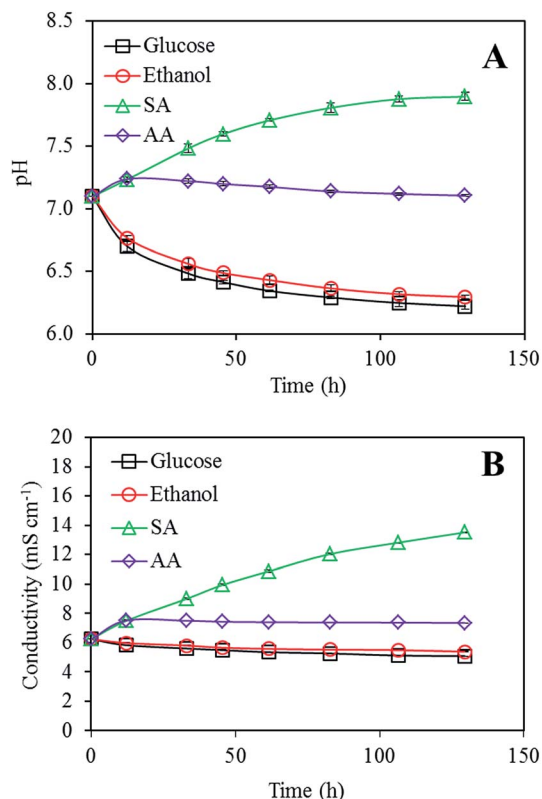 8.5
8.0
7.5
7.0
6.5
6.0
pH
Glucose
Ethanol
SA
AA
A
0
50
100
150
Time (h)
20
18
16
14
12
10
8
6
4
2
0
Conductivity (mS cm⁻¹)
Glucose
Ethanol
SA
AA
B
0
50
100
150
Time (h)